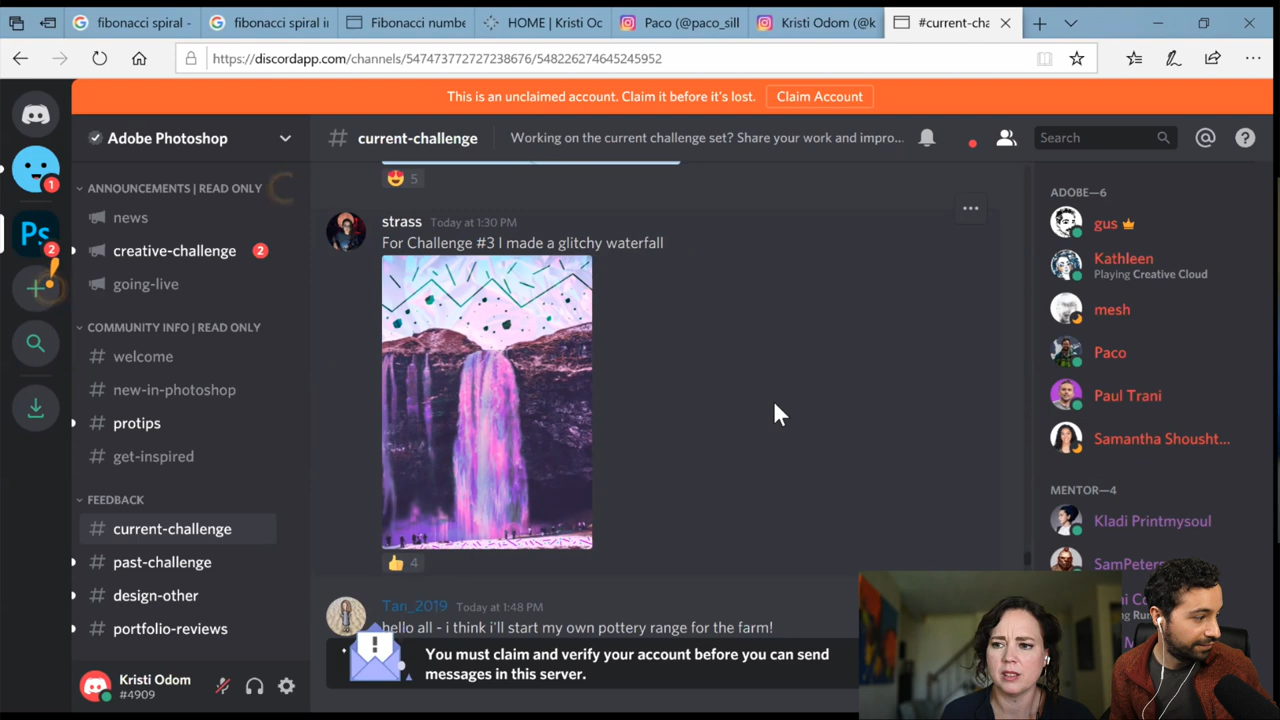 fibonacci spiral -
fibonacci spiral i
Fibonacci numbe
HOME | Kristi Oc
Paco (@paco_sill
Kristi Odom (@k
#current-cha
https://discordapp.com/channels/547473772727238676/548226274645245952
This is an unclaimed account. Claim it before it's lost.
Claim Account
Adobe Photoshop
# current-challenge
Working on the current challenge set? Share your work and impro...
Search
ANNOUNCEMENTS | READ ONLY
news
creative-challenge 2
going-live
COMMUNITY INFO | READ ONLY
# welcome
# new-in-photoshop
# protips
# get-inspired
FEEDBACK
# current-challenge
# past-challenge
# design-other
# portfolio-reviews
Kristi Odom
#4909
1
Ps
2
5
strass Today at 1:30 PM
For Challenge #3 I made a glitchy waterfall
4
Tan_2019 Today at 1:48 PM
hello all - i think i'll start my own pottery range for the farm!
You must claim and verify your account before you can send
messages in this server.
ADOBE—6
gus
Kathleen
Playing Creative Cloud
mesh
Paco
Paul Trani
Samantha Shousht...
MENTOR—4
Kladi Printmysoul
SamPeters